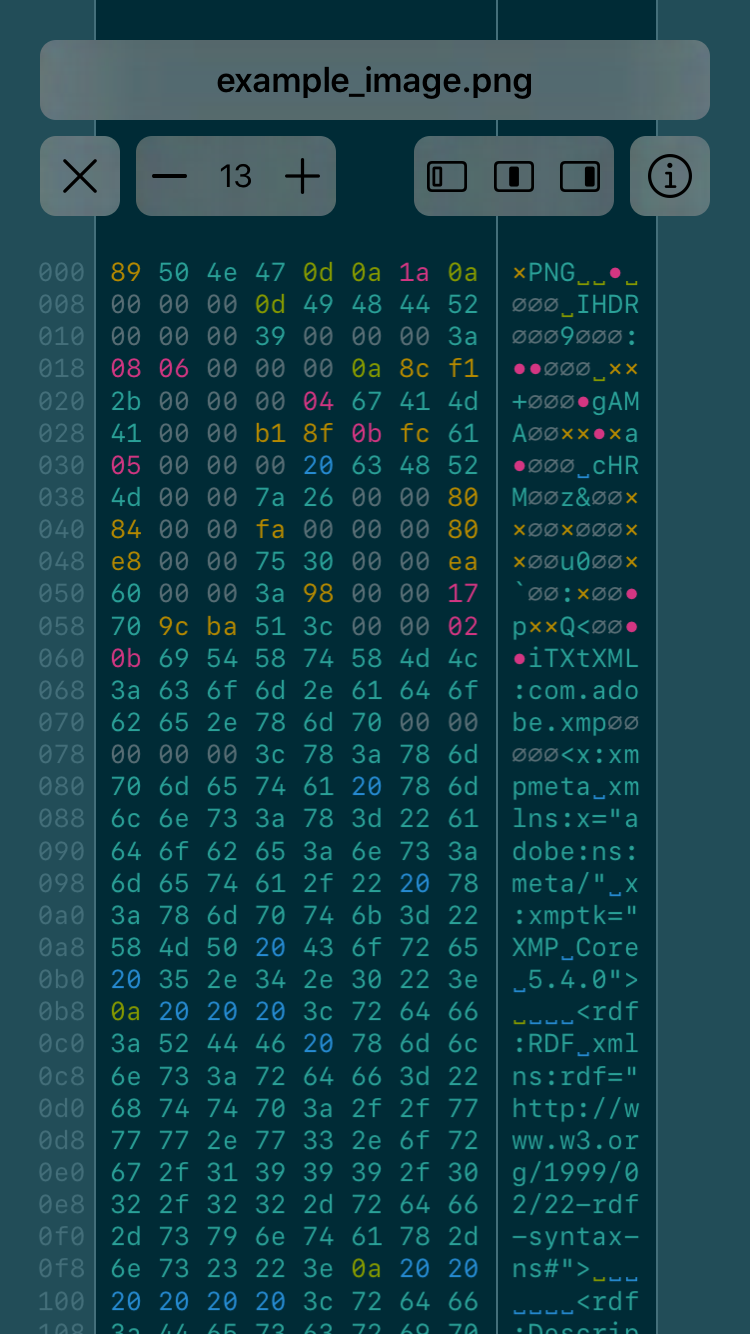 example_image.png
13
000 89 50 4e 47 0d 0a 1a 0a ×PNG␣␣•␣
008 00 00 00 0d 49 48 44 52 ∅∅∅␣IHDR
010 00 00 00 39 00 00 00 3a ∅∅∅9∅∅∅:
018 08 06 00 00 00 0a 8c f1 ••∅∅∅␣××
020 2b 00 00 00 04 67 41 4d +∅∅∅•gAM
028 41 00 00 b1 8f 0b fc 61 A∅∅××•×a
030 05 00 00 00 20 63 48 52 •∅∅∅␣cHR
038 4d 00 00 7a 26 00 00 80 M∅∅z&∅∅×
040 84 00 00 fa 00 00 00 80 ×∅∅×∅∅∅×
048 e8 00 00 75 30 00 00 ea ×∅∅u0∅∅×
050 60 00 00 3a 98 00 00 17 `∅∅:×∅∅•
058 70 9c ba 51 3c 00 00 02 p××Q<∅∅•
060 0b 69 54 58 74 58 4d 4c •iTXtXML
068 3a 63 6f 6d 2e 61 64 6f :com.ado
070 62 65 2e 78 6d 70 00 00 be.xmp∅∅
078 00 00 00 3c 78 3a 78 6d ∅∅∅<x:xm
080 70 6d 65 74 61 20 78 6d pmeta␣xm
088 6c 6e 73 3a 78 3d 22 61 lns:x="a
090 64 6f 62 65 3a 6e 73 3a dobe:ns:
098 6d 65 74 61 2f 22 20 78 meta/"␣x
0a0 3a 78 6d 70 74 6b 3d 22 :xmptk="
0a8 58 4d 50 20 43 6f 72 65 XMP␣Core
0b0 20 35 2e 34 2e 30 22 3e ␣5.4.0">
0b8 0a 20 20 20 3c 72 64 66 ␣␣␣␣<rdf
0c0 3a 52 44 46 20 78 6d 6c :RDF␣xml
0c8 6e 73 3a 72 64 66 3d 22 ns:rdf="
0d0 68 74 74 70 3a 2f 2f 77 http://w
0d8 77 77 2e 77 33 2e 6f 72 ww.w3.or
0e0 67 2f 31 39 39 39 2f 30 g/1999/0
0e8 32 2f 32 32 2d 72 64 66 2/22-rdf
0f0 2d 73 79 6e 74 61 78 2d -syntax-
0f8 6e 73 23 22 3e 0a 20 20 ns#">␣␣␣
100 20 20 20 20 3c 72 64 66 ␣␣␣␣<rdf
108 3a 44 65 73 63 72 69 70 :Descrip